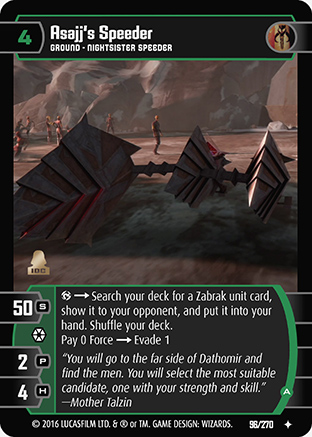 4
Asajj's Speeder
GROUND - NIGHTSISTER SPEEDER
IDC
50 S
Search your deck for a Zabrak unit card,
show it to your opponent, and put it into your
hand. Shuffle your deck.
Pay 0 Force → Evade 1
2 P
4 H
"You will go to the far side of Dathomir and
find the men. You will select the most suitable
candidate, one with your strength and skill."
—Mother Talzin
A
© 2016 LUCASFILM LTD. & ® or TM. GAME DESIGN: WIZARDS.
96/270